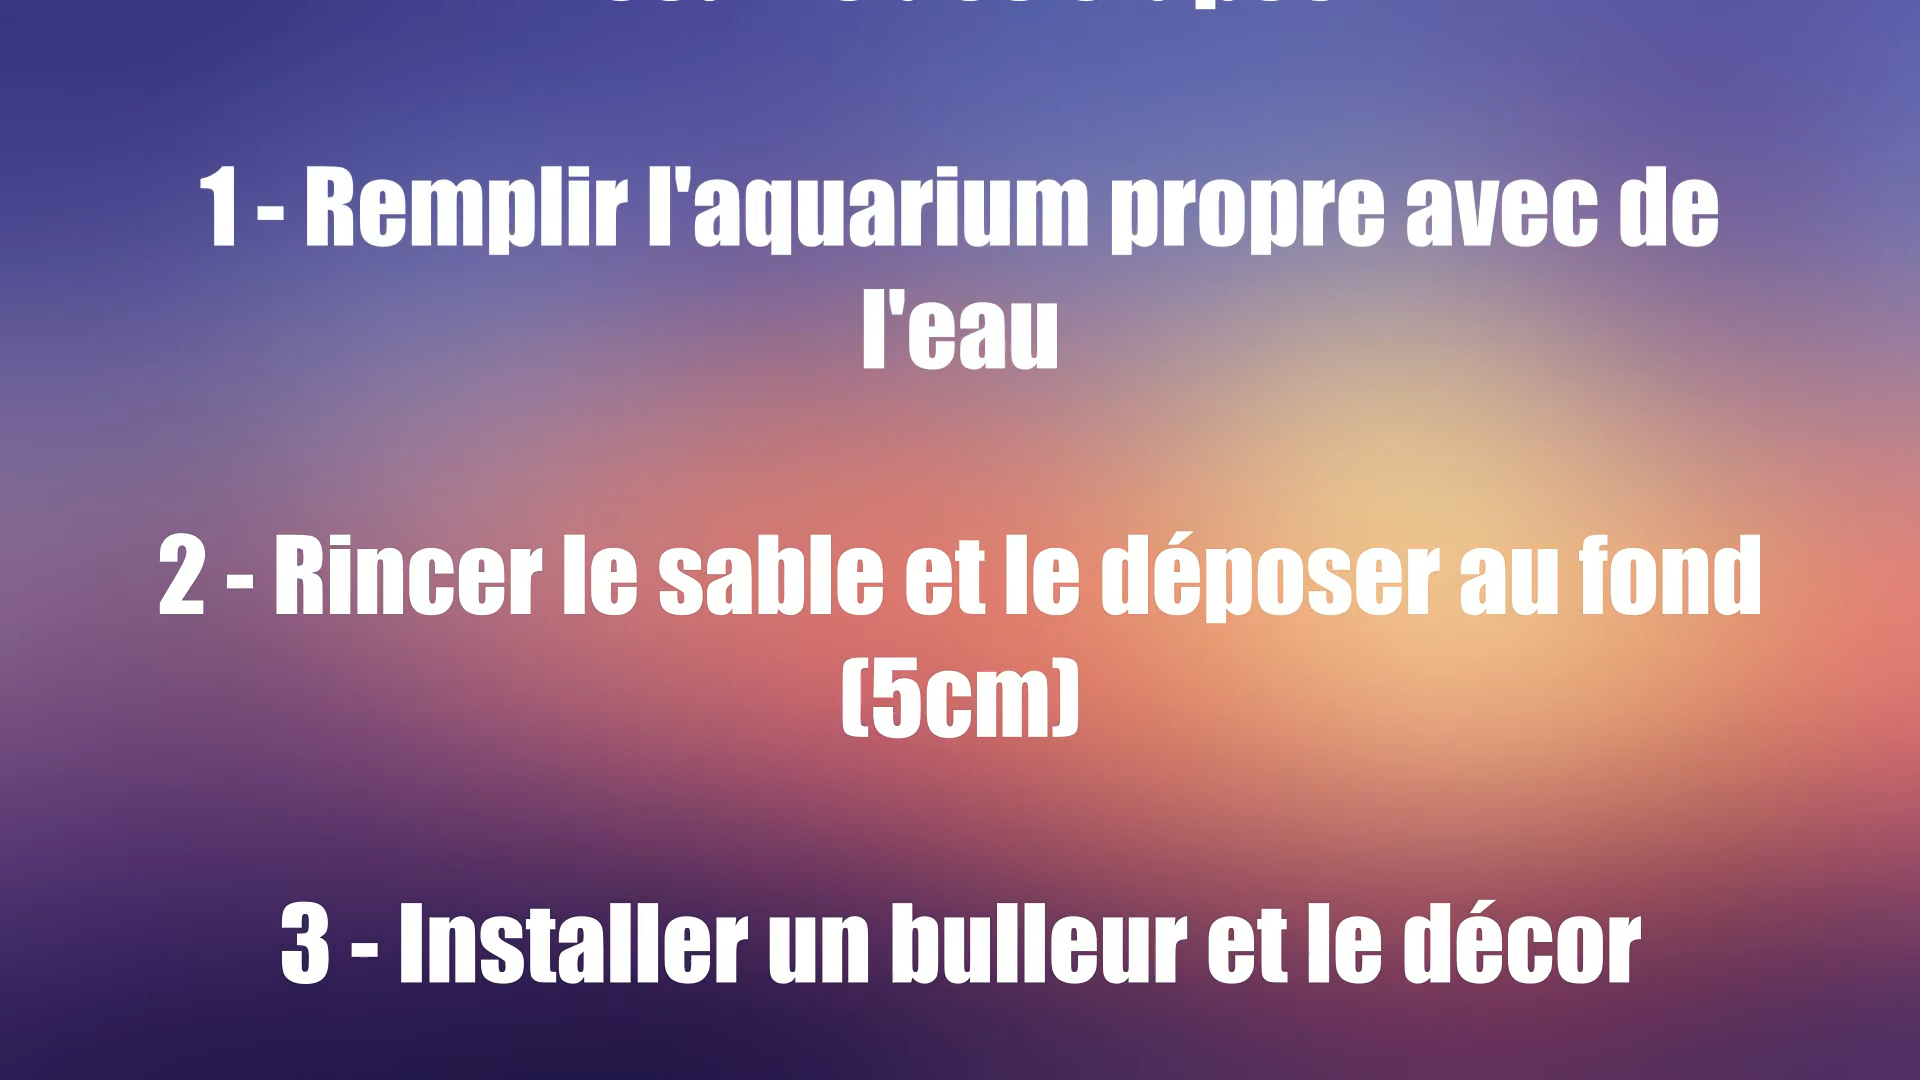 1 - Remplir l'aquarium propre avec de
l'eau
2 - Rincer le sable et le déposer au fond
(5cm)
3 - Installer un bulleur et le décor